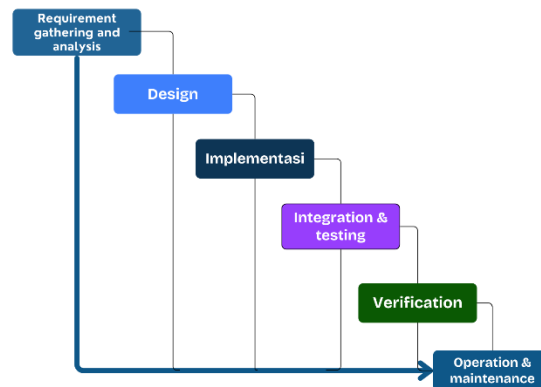 Requirement
gathering and
analysis
Design
Implementasi
Integration &
testing
Verification
Operation &
maintenance